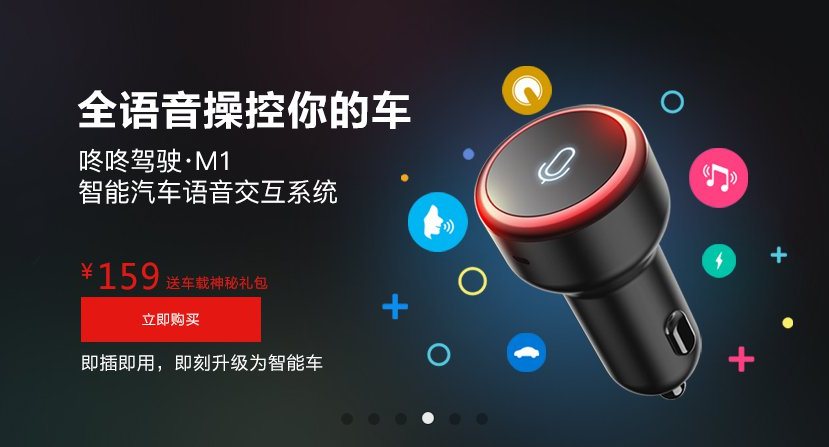 全语音操控你的车
咚咚驾驶·M1
智能汽车语音交互系统
¥159 送车载神秘礼包
立即购买
即插即用，即刻升级为智能车